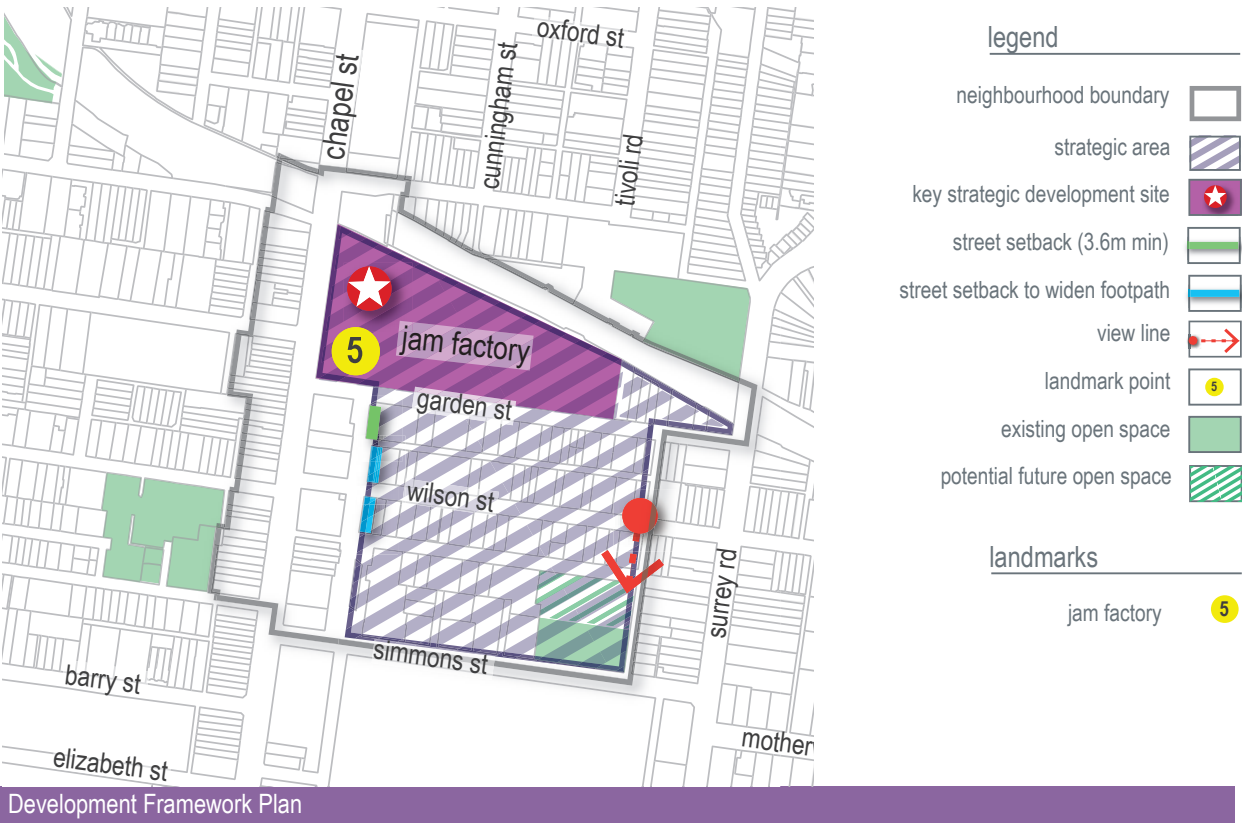 oxford st
chapel st
cunningham st
tivoli rd
5
jam factory
garden st
wilson st
surrey rd
simmons st
barry st
mother
elizabeth st
legend
neighbourhood boundary
strategic area
key strategic development site
street setback (3.6m min)
street setback to widen footpath
view line
landmark point 5
existing open space
potential future open space
landmarks
jam factory 5
Development Framework Plan